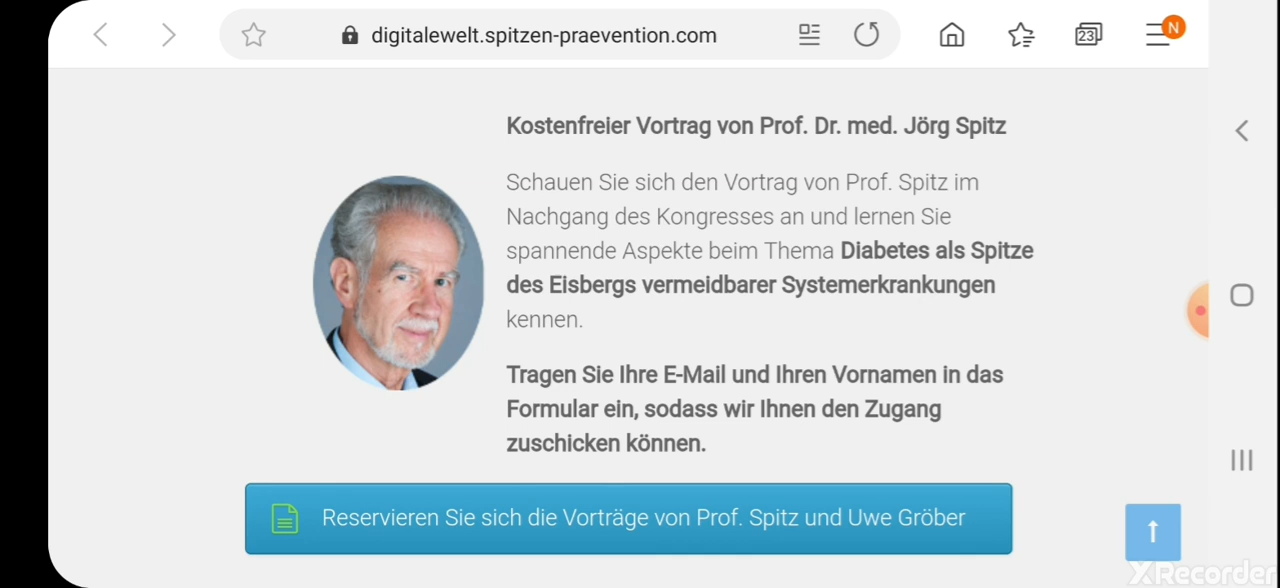 digitalewelt.spitzen-praevention.com
23
N
Kostenfreier Vortrag von Prof. Dr. med. Jörg Spitz
Schauen Sie sich den Vortrag von Prof. Spitz im
Nachgang des Kongresses an und lernen Sie
spannende Aspekte beim Thema Diabetes als Spitze
des Eisbergs vermeidbarer Systemerkrankungen
kennen.
Tragen Sie Ihre E-Mail und Ihren Vornamen in das
Formular ein, sodass wir Ihnen den Zugang
zuschicken können.
Reservieren Sie sich die Vorträge von Prof. Spitz und Uwe Gröber
XRecorder